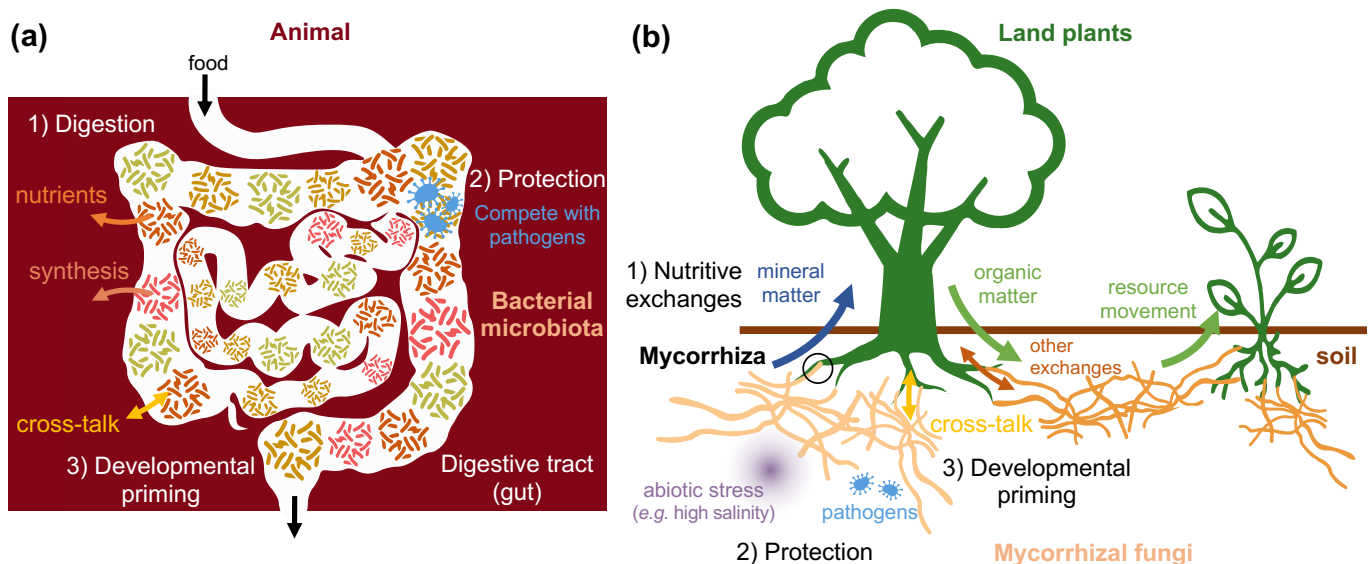 (a)
Animal
food
1) Digestion
nutrients
synthesis
cross-talk
2) Protection
Compete with
pathogens
Bacterial
microbiota
3) Developmental
priming
Digestive tract
(gut)
(b)
Land plants
1) Nutritive
exchanges
mineral
matter
organic
matter
resource
movement
Mycorrhiza
other
exchanges
soil
cross-talk
abiotic stress
(e.g. high salinity)
pathogens
3) Developmental
priming
2) Protection
Mycorrhizal fungi